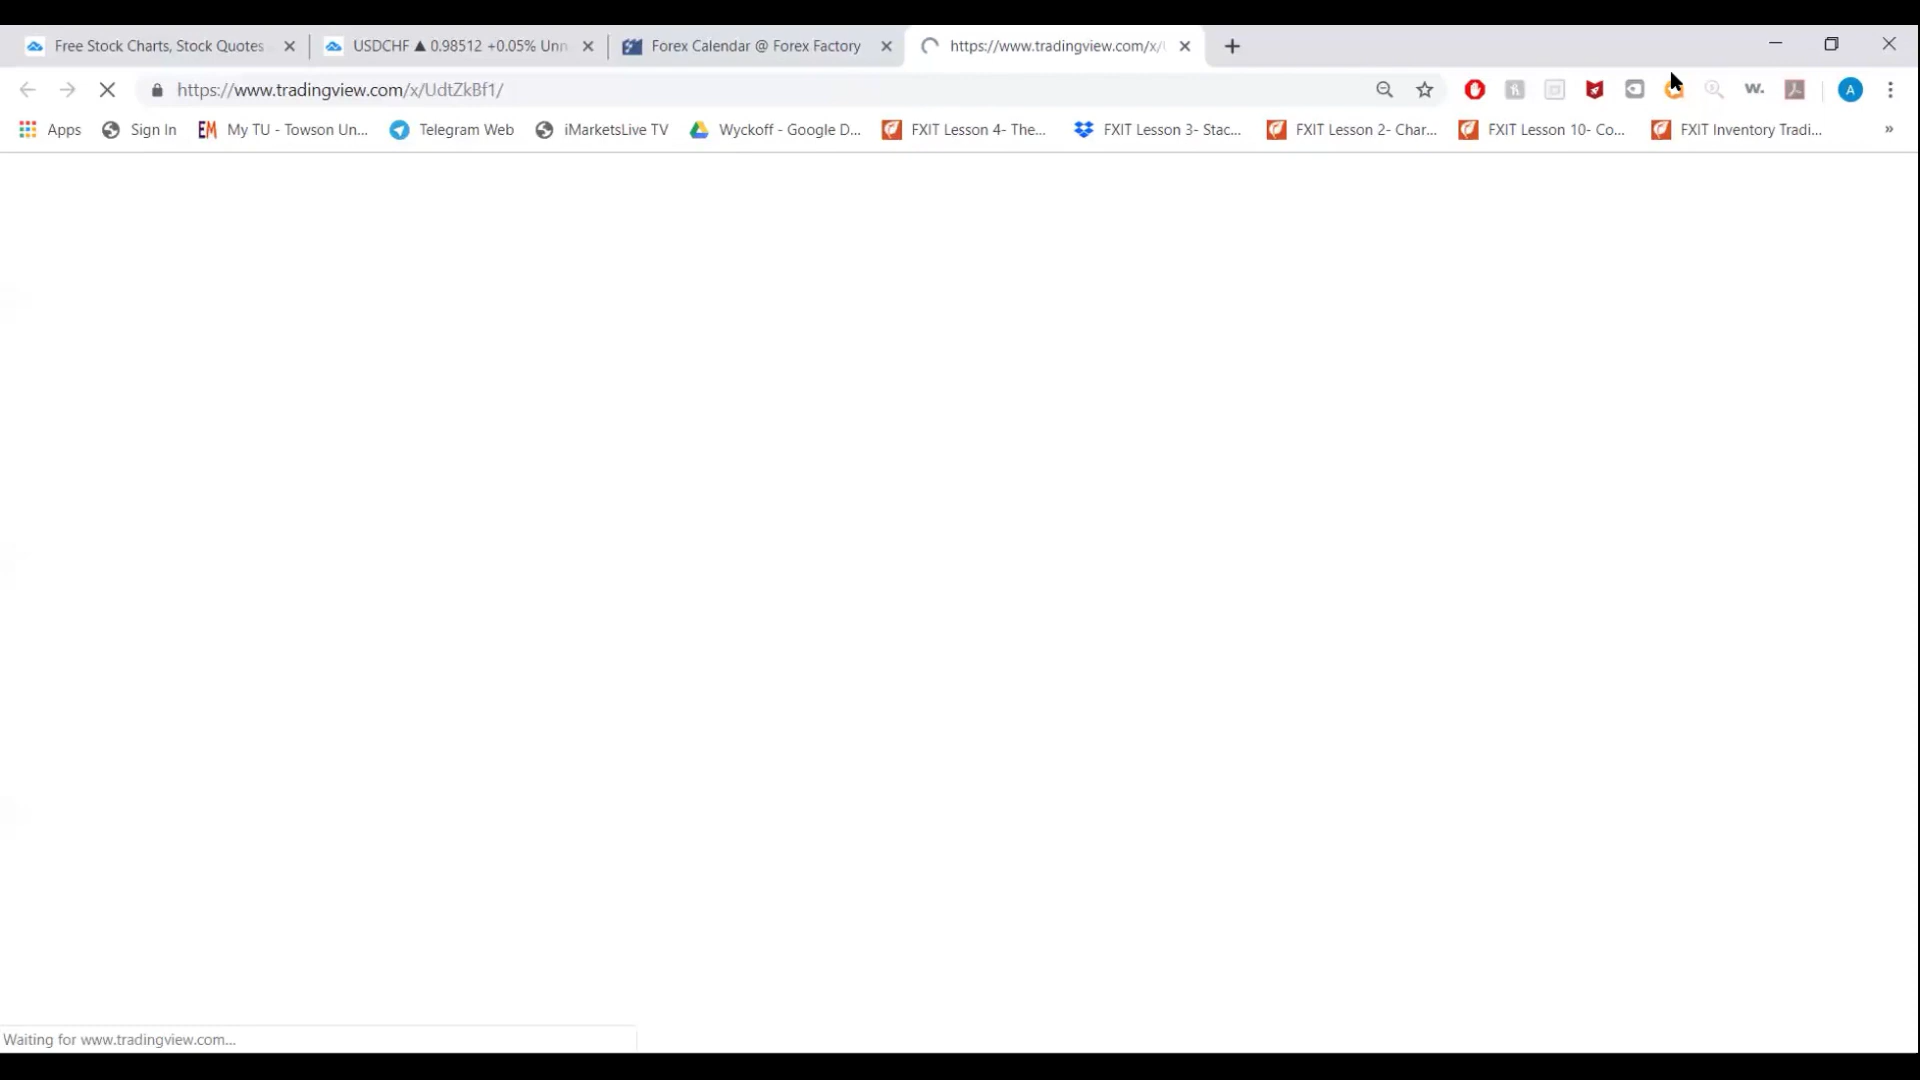 Free Stock Charts, Stock Quotes
USDCHF ▲ 0.98512 +0.05% Unn
Forex Calendar @ Forex Factory
https://www.tradingview.com/x/
https://www.tradingview.com/x/UdtZkBf1/
W.
A
Apps
Sign In
EM My TU - Towson Un...
Telegram Web
iMarketsLive TV
Wyckoff - Google D...
FXIT Lesson 4- The...
FXIT Lesson 3- Stac...
FXIT Lesson 2- Char...
FXIT Lesson 10- Co...
FXIT Inventory Tradi...
»
Waiting for www.tradingview.com...